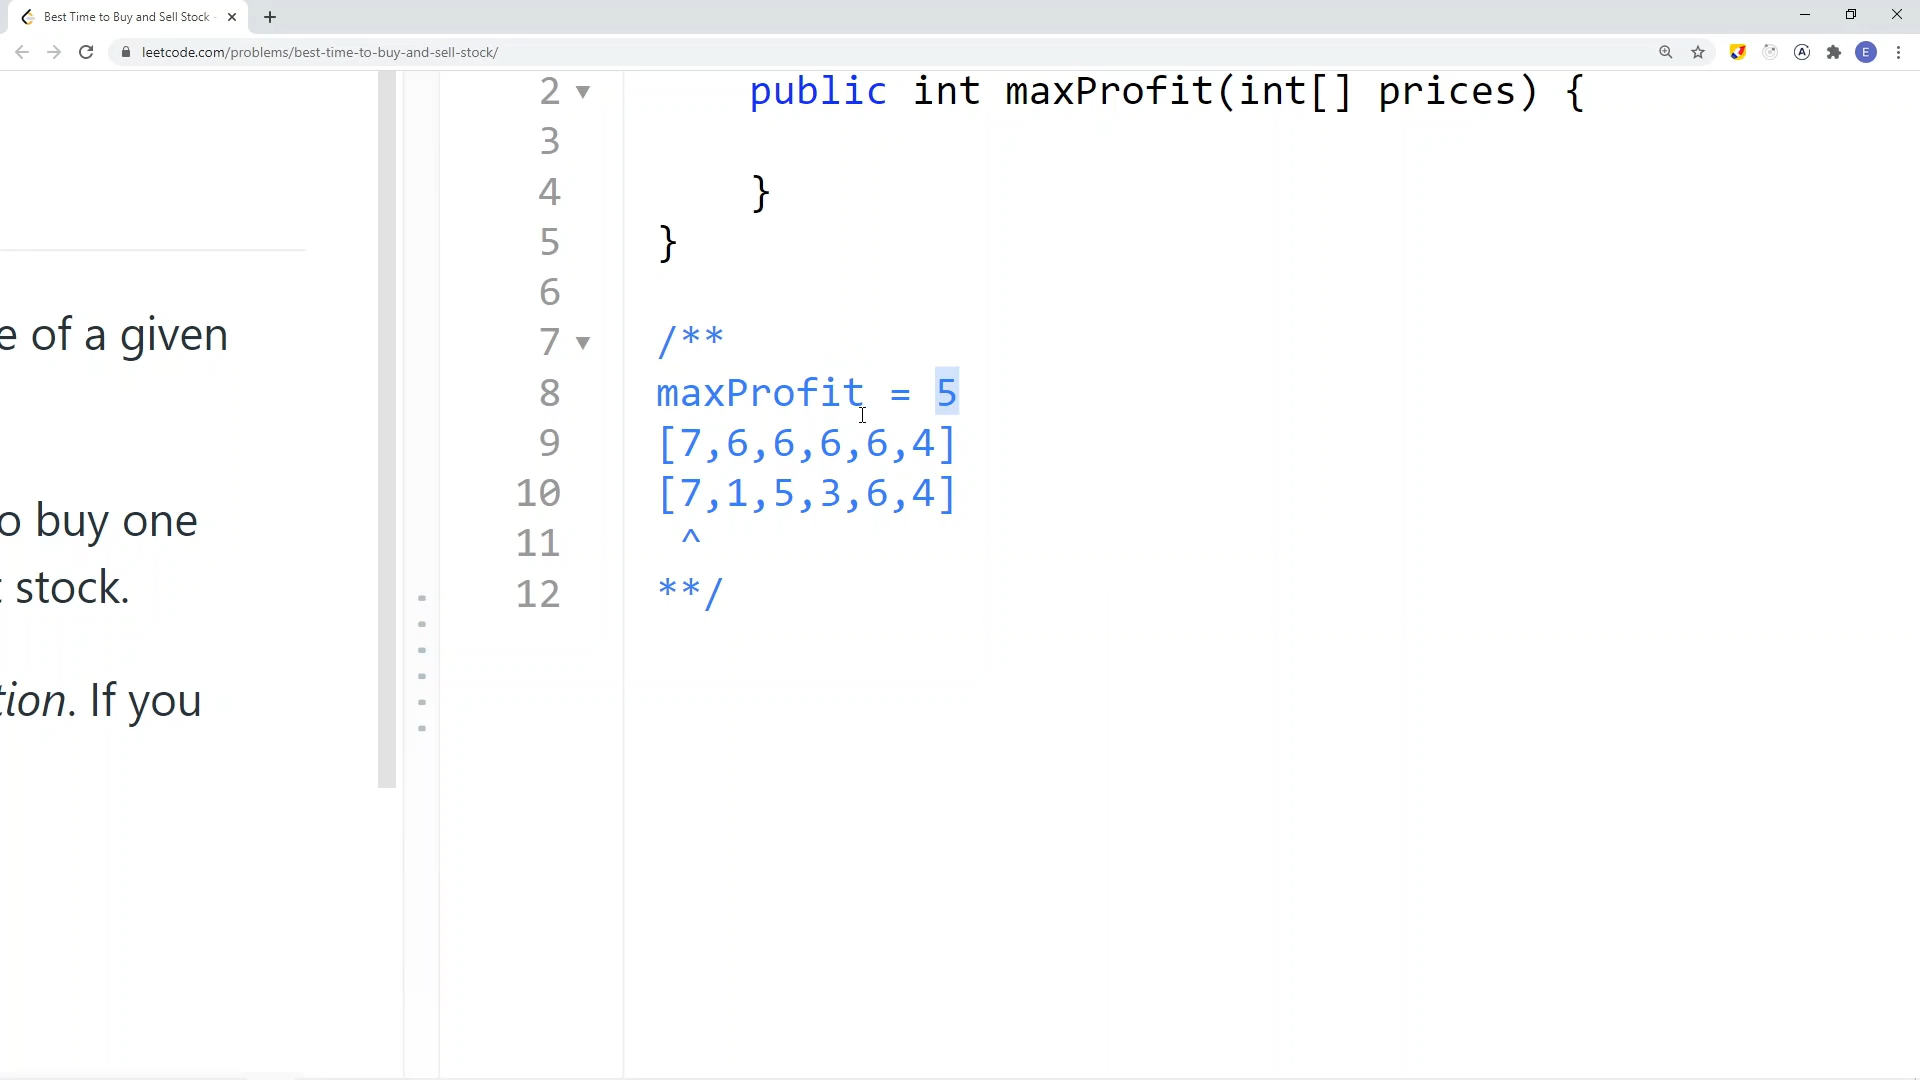 Best Time to Buy and Sell Stock -
leetcode.com/problems/best-time-to-buy-and-sell-stock/
E
e of a given
o buy one
stock.
tion. If you
2 public int maxProfit(int[] prices) {
3
4 }
5 }
6
7 /**
8 maxProfit = 5
9 [7,6,6,6,6,4]
10 [7,1,5,3,6,4]
11 ^
12 **/